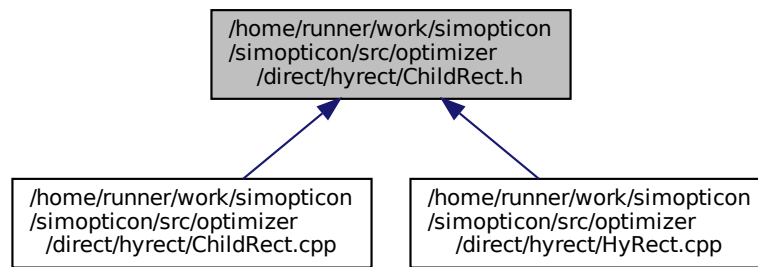 /home/runner/work/simopticon
/simopticon/src/optimizer
/direct/hyrect/ChildRect.h
/home/runner/work/simopticon
/simopticon/src/optimizer
/direct/hyrect/ChildRect.cpp
/home/runner/work/simopticon
/simopticon/src/optimizer
/direct/hyrect/HyRect.cpp